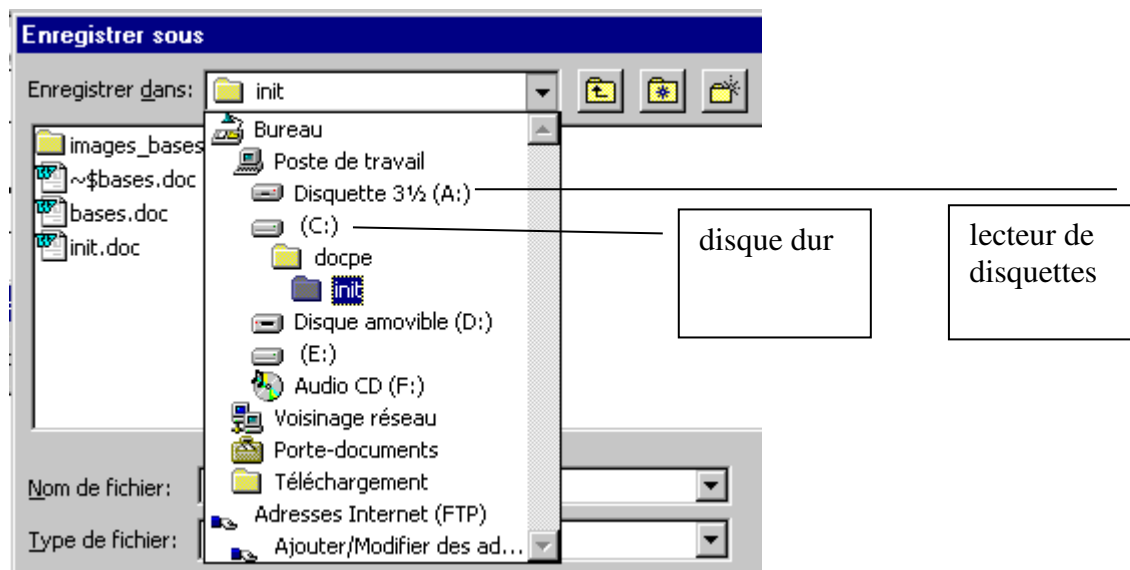 Enregistrer sous
Enregistrer dans: init
images_bases
~$bases.doc
bases.doc
init.doc
Bureau
Poste de travail
Disquette 3½ (A:)
(C:)
docpe
init
Disque amovible (D:)
(E:)
Audio CD (F:)
Voisinage réseau
Porte-documents
Téléchargement
Adresses Internet (FTP)
Ajouter/Modifier des ad...
Nom de fichier:
Type de fichier:
disque dur
lecteur de
disquettes